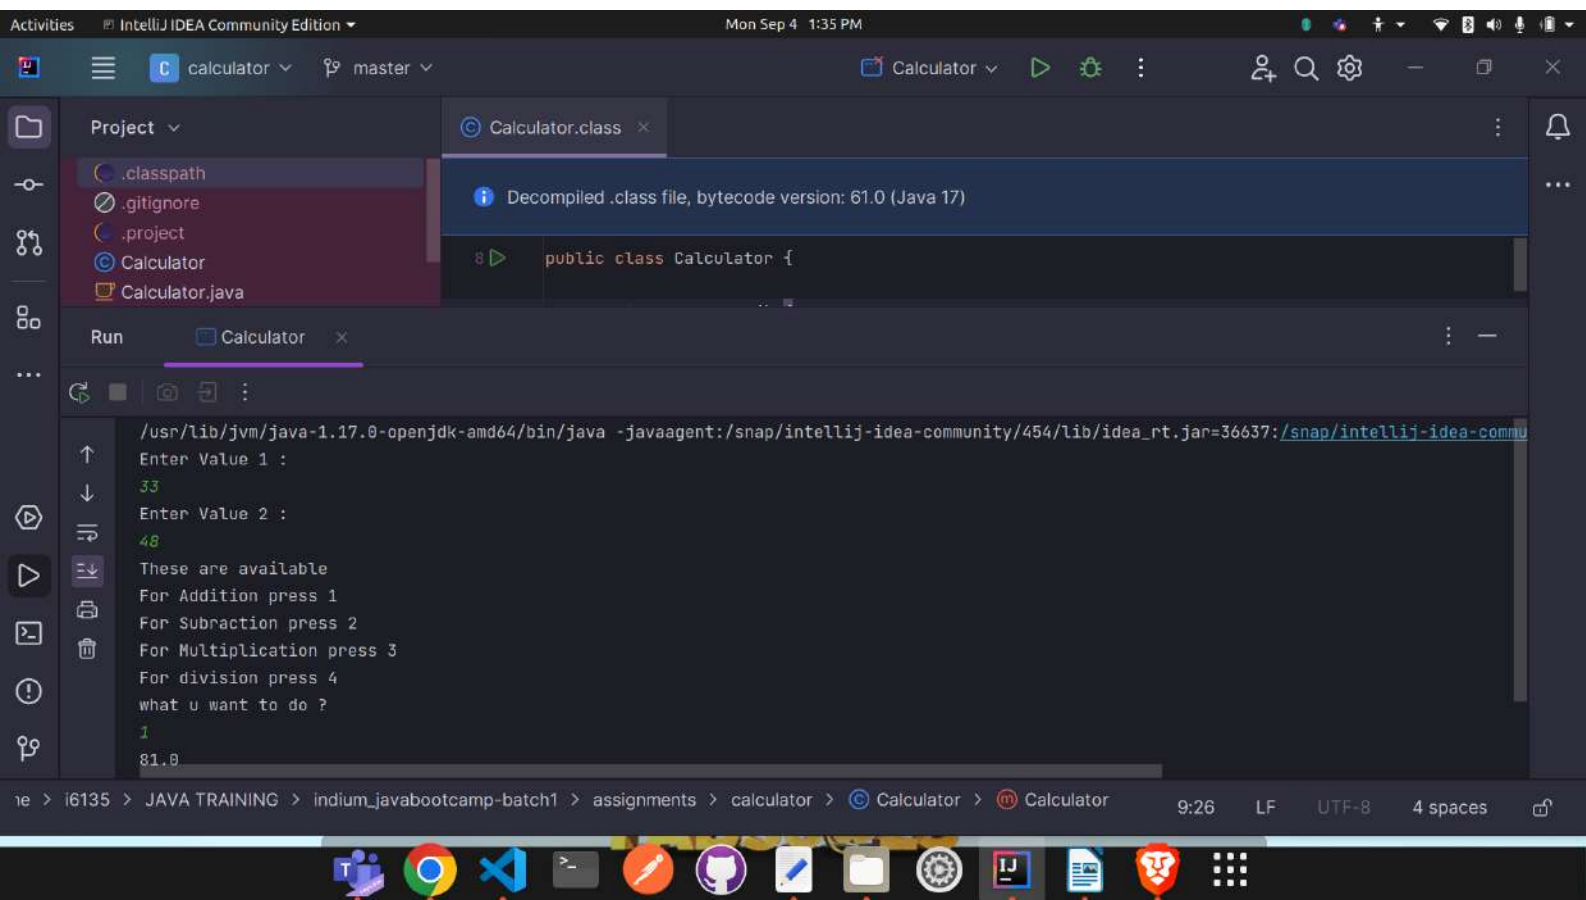 Activities IntelliJ IDEA Community Edition Mon Sep 4 1:35 PM
C calculator master Calculator
Project Calculator.class
.classpath
Decompiled .class file, bytecode version: 61.0 (Java 17)
.gitignore
.project
Calculator
8 public class Calculator {
Calculator.java
Run Calculator
/usr/lib/jvm/java-1.17.0-openjdk-amd64/bin/java -javaagent:/snap/intellij-idea-community/454/lib/idea_rt.jar=36637:/snap/intellij-idea-commu
Enter Value 1 :
33
Enter Value 2 :
48
These are available
For Addition press 1
For Subraction press 2
For Multiplication press 3
For division press 4
what u want to do ?
1
81.0
i6135 > JAVA TRAINING > indium_javabootcamp-batch1 > assignments > calculator > Calculator > Calculator 9:26 LF UTF-8 4 spaces